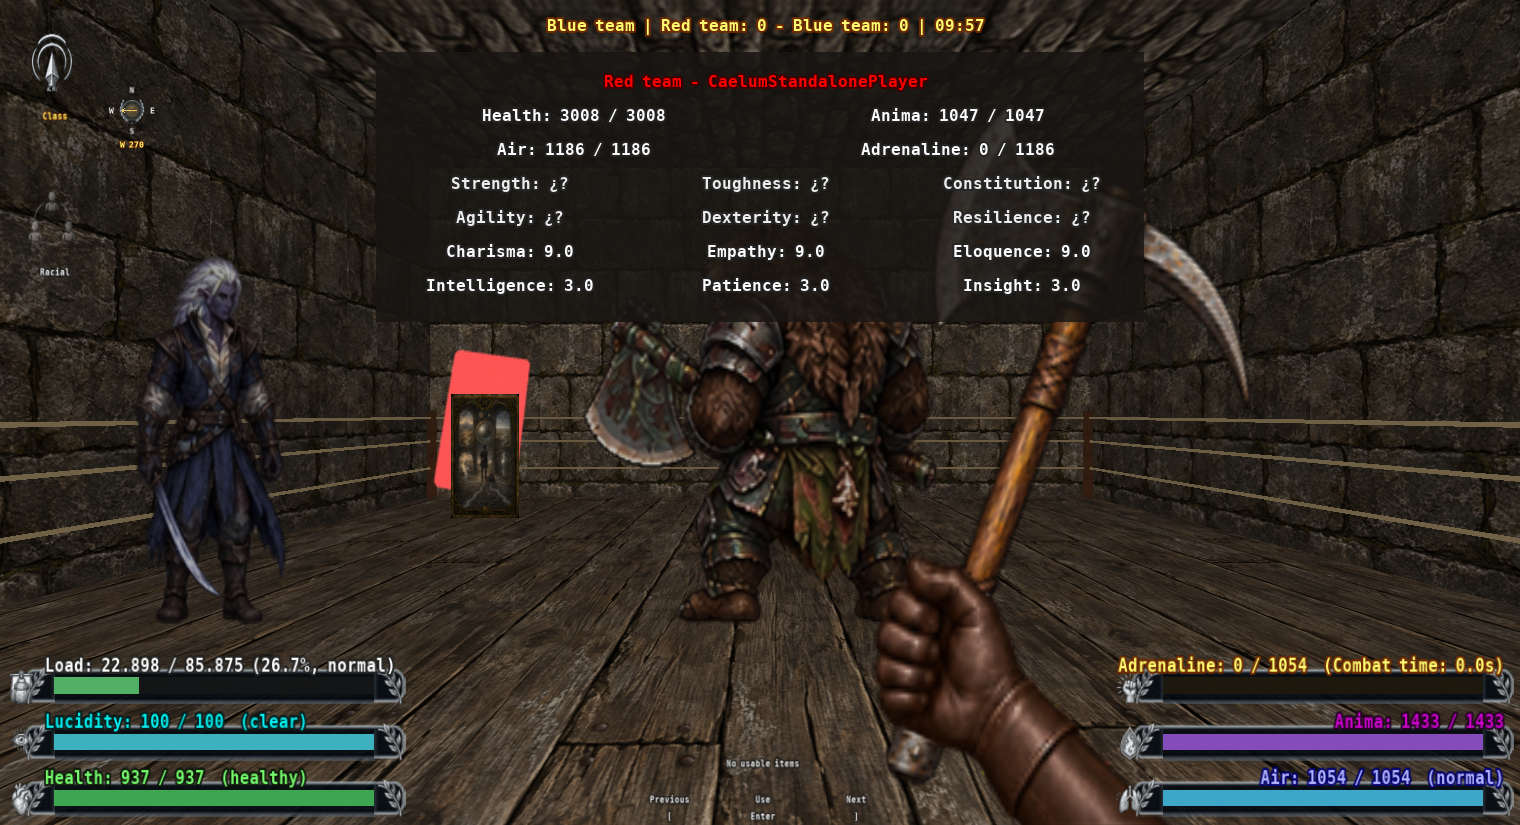 Blue team | Red team: 0 - Blue team: 0 | 09:57
Red team - CaelumStandalonePlayer
Health: 3008 / 3008 Anima: 1047 / 1047
Air: 1186 / 1186 Adrenaline: 0 / 1186
Strength: ¿? Toughness: ¿? Constitution: ¿?
Agility: ¿? Dexterity: ¿? Resilience: ¿?
Charisma: 9.0 Empathy: 9.0 Eloquence: 9.0
Intelligence: 3.0 Patience: 3.0 Insight: 3.0
Class
N
W E
S
W 270
Racial
Load: 22.898 / 85.875 (26.7%, normal)
Lucidity: 100 / 100 (clear)
Health: 937 / 937 (healthy)
Adrenaline: 0 / 1054 (Combat time: 0.0s)
Anima: 1433 / 1433
Air: 1054 / 1054 (normal)
No usable items
Previous Use Next
[ Enter ]